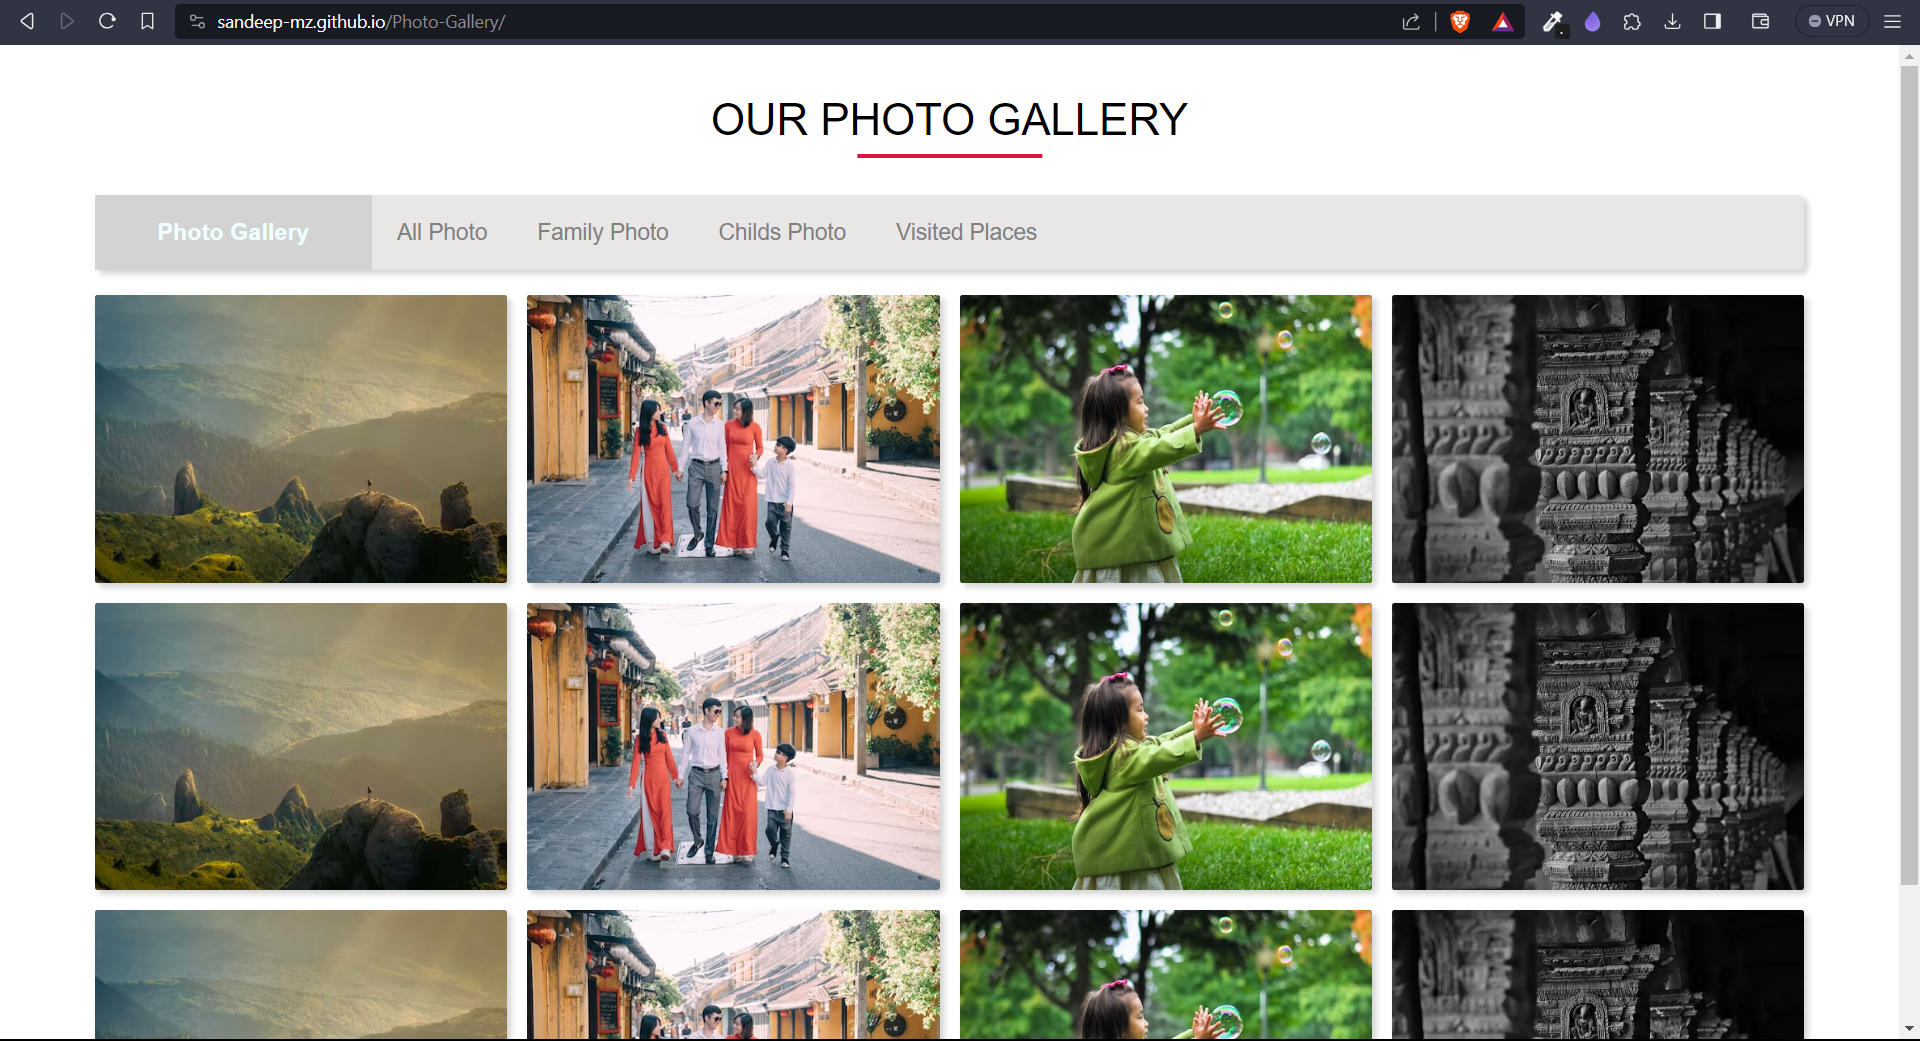 sandeep-mz.github.io/Photo-Gallery/
VPN
OUR PHOTO GALLERY
Photo Gallery
All Photo
Family Photo
Childs Photo
Visited Places